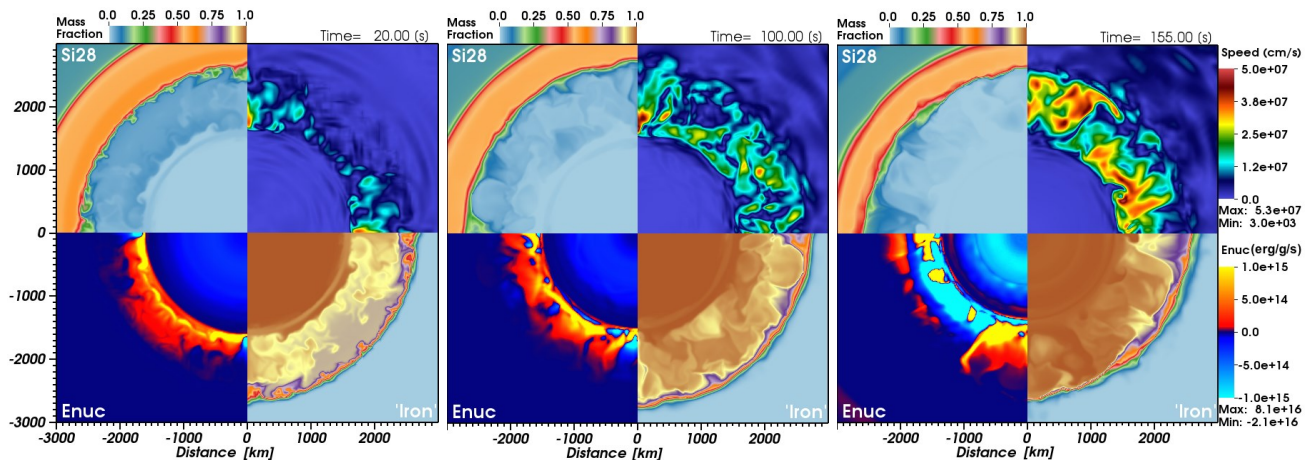 Mass Fraction 0.0 0.25 0.50 0.75 1.0
Time= 20.00 (s)
Si28
2000
1000
0
-1000
-2000
-3000
Enuc
'Iron'
-3000 -2000 -1000 0 1000 2000
Distance [km]
Mass Fraction 0.0 0.25 0.50 0.75 1.0
Time= 100.00 (s)
Si28
Enuc
'Iron'
-2000 -1000 0 1000 2000
Distance [km]
Mass Fraction 0.0 0.25 0.50 0.75 1.0
Time= 155.00 (s)
Si28
Enuc
'Iron'
-2000 -1000 0 1000 2000
Distance [km]
Speed (cm/s)
5.0e+07
3.8e+07
2.5e+07
1.2e+07
0.0
Max: 5.3e+07
Min: 3.0e+03
Enuc(erg/g/s)
1.0e+15
5.0e+14
0.0
-5.0e+14
-1.0e+15
Max: 8.1e+16
Min: -2.1e+16